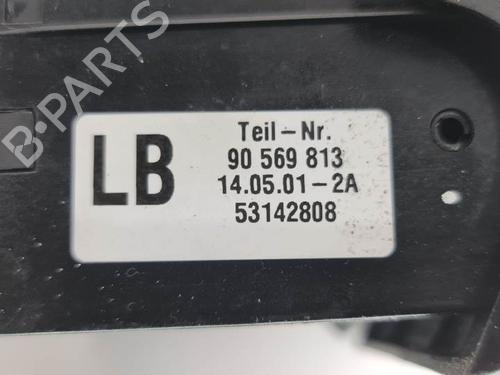 B-PARTS
LB
Teil-Nr.
90 569 813
14.05.01-2A
53142808